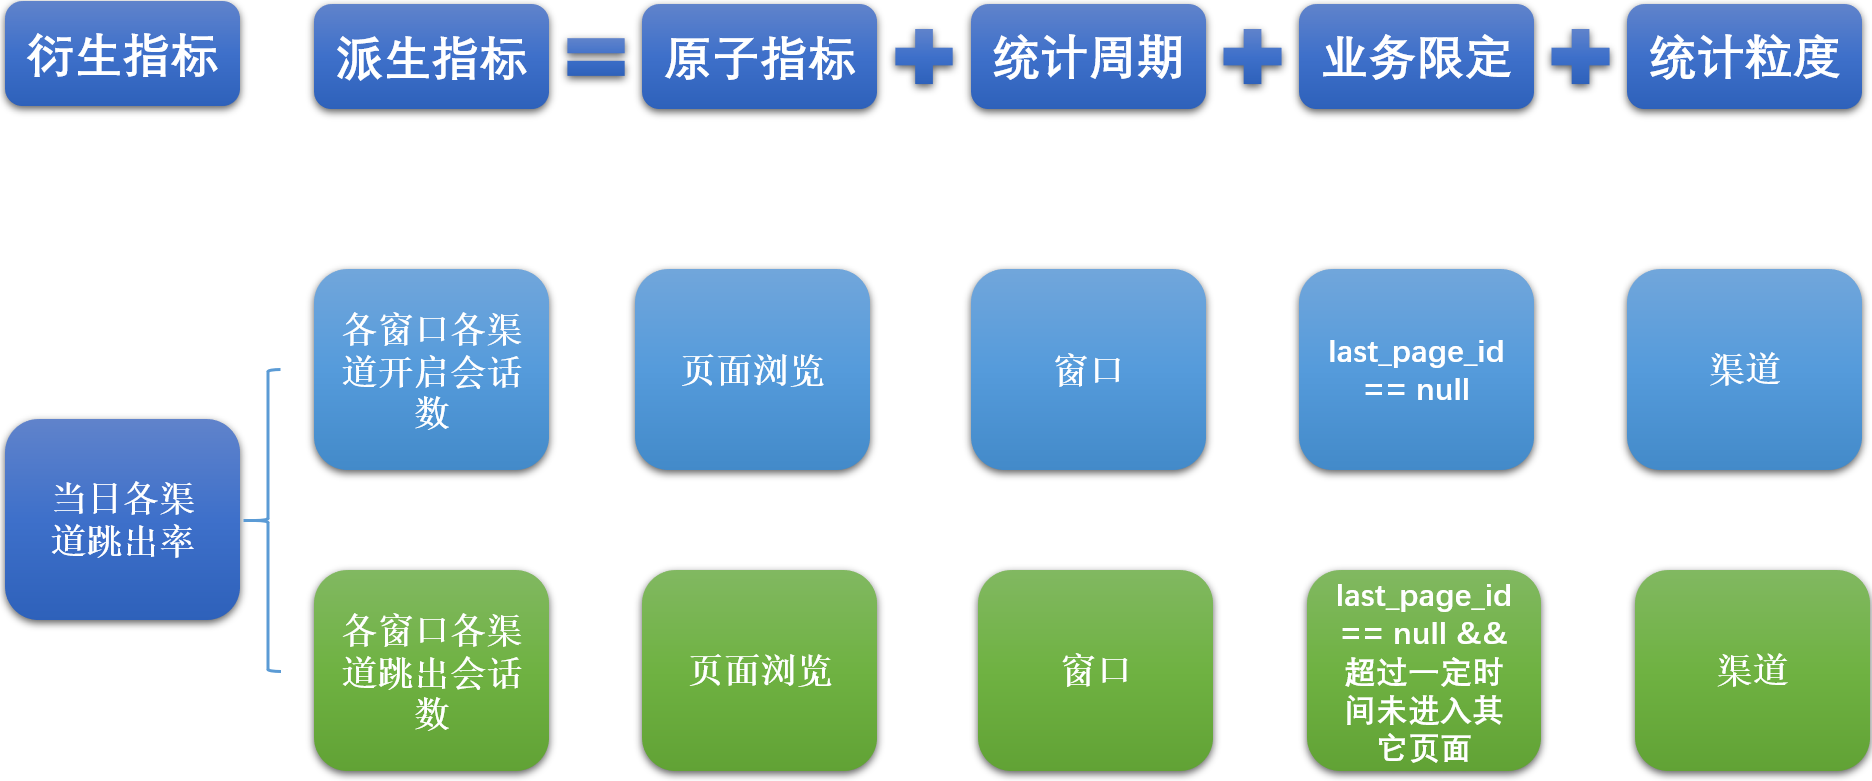 衍生指标
派生指标
=
原子指标
+
统计周期
+
业务限定
+
统计粒度
各窗口各渠
道开启会话
数
页面浏览
窗口
last_page_id
== null
渠道
当日各渠
道跳出率
各窗口各渠
道跳出会话
数
页面浏览
窗口
last_page_id
== null &&
超过一定时
间未进入其
它页面
渠道